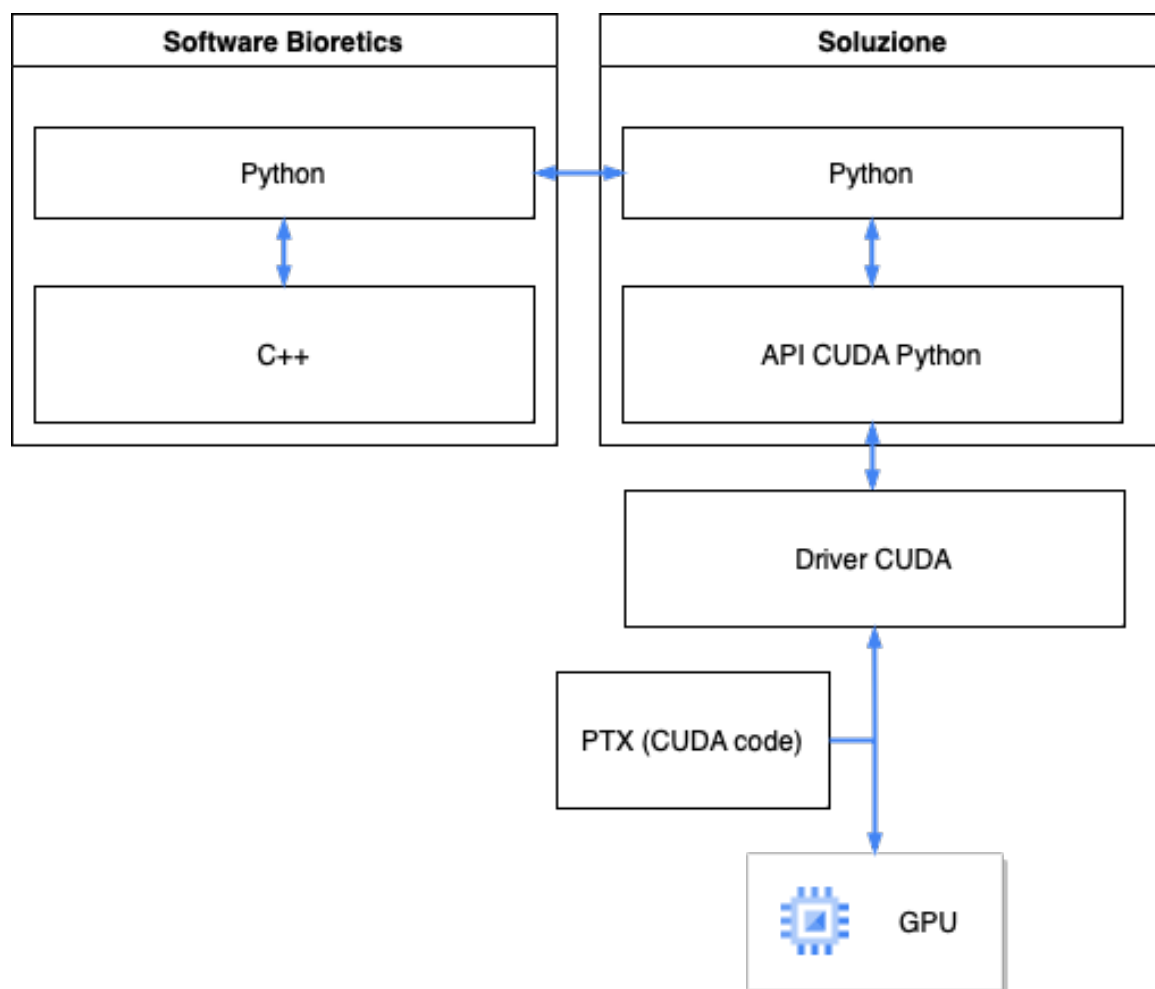 Software Bioretics
Soluzione
Python
Python
C++
API CUDA Python
Driver CUDA
PTX (CUDA code)
GPU